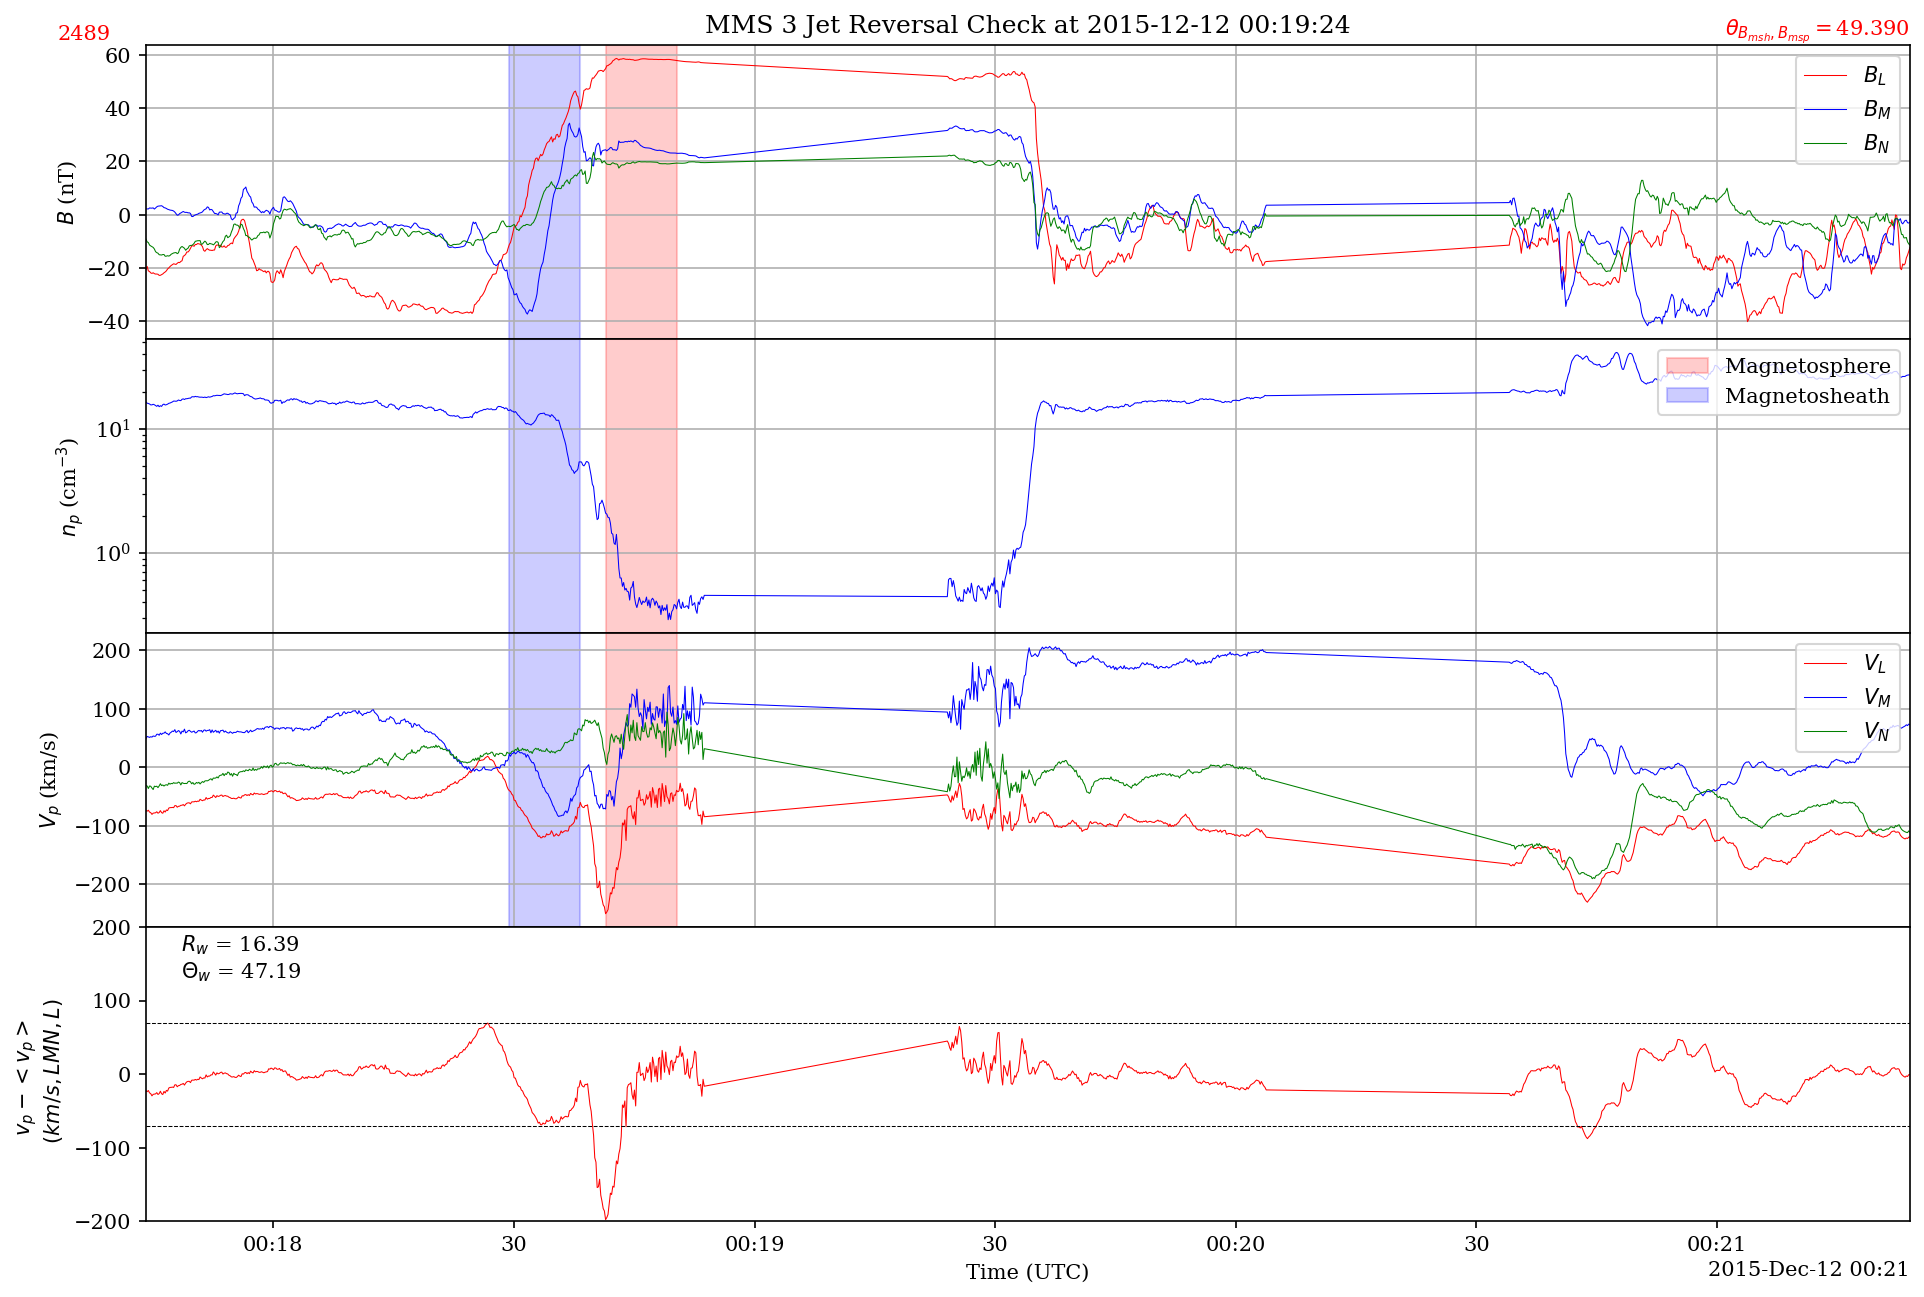 MMS 3 Jet Reversal Check at 2015-12-12 00:19:24
2489
θ_{B_{msh}, B_{msp}} = 49.390
60
40
20
0
−20
−40
B (nT)
B_L
B_M
B_N
10^1
10^0
n_p (cm^{−3})
Magnetosphere
Magnetosheath
200
100
0
−100
−200
V_p (km/s)
V_L
V_M
V_N
200
100
0
−100
−200
v_p − < v_p >
(km/s, LMN, L)
R_w = 16.39
Θ_w = 47.19
00:18 30 00:19 30 00:20 30 00:21
Time (UTC)
2015-Dec-12 00:21